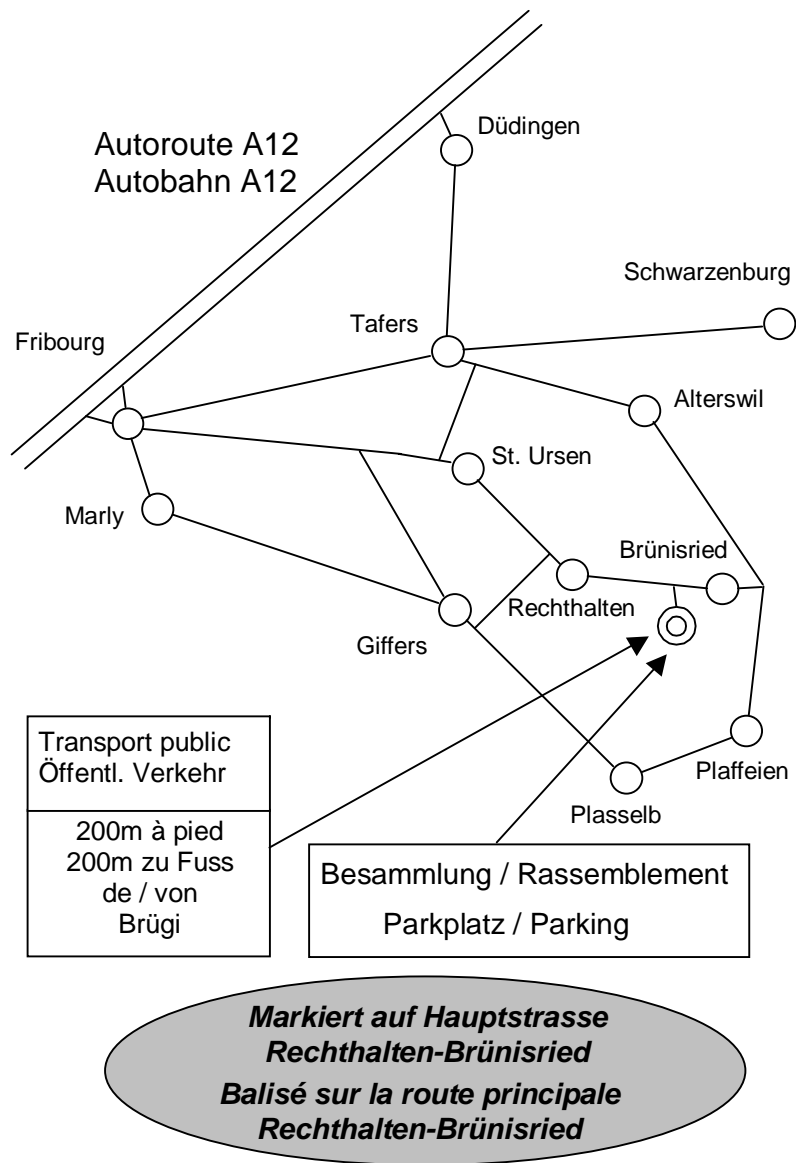 Düdingen
Autoroute A12
Autobahn A12
Schwarzenburg
Tafers
Fribourg
Alterswil
St. Ursen
Marly
Brünisried
Rechthalten
Giffers
Transport public
Öffentl. Verkehr
Plaffeien
Plasselb
200m à pied
200m zu Fuss
de / von
Brügi
Besammlung / Rassemblement
Parkplatz / Parking
Markiert auf Hauptstrasse
Rechthalten-Brünisried
Balisé sur la route principale
Rechthalten-Brünisried